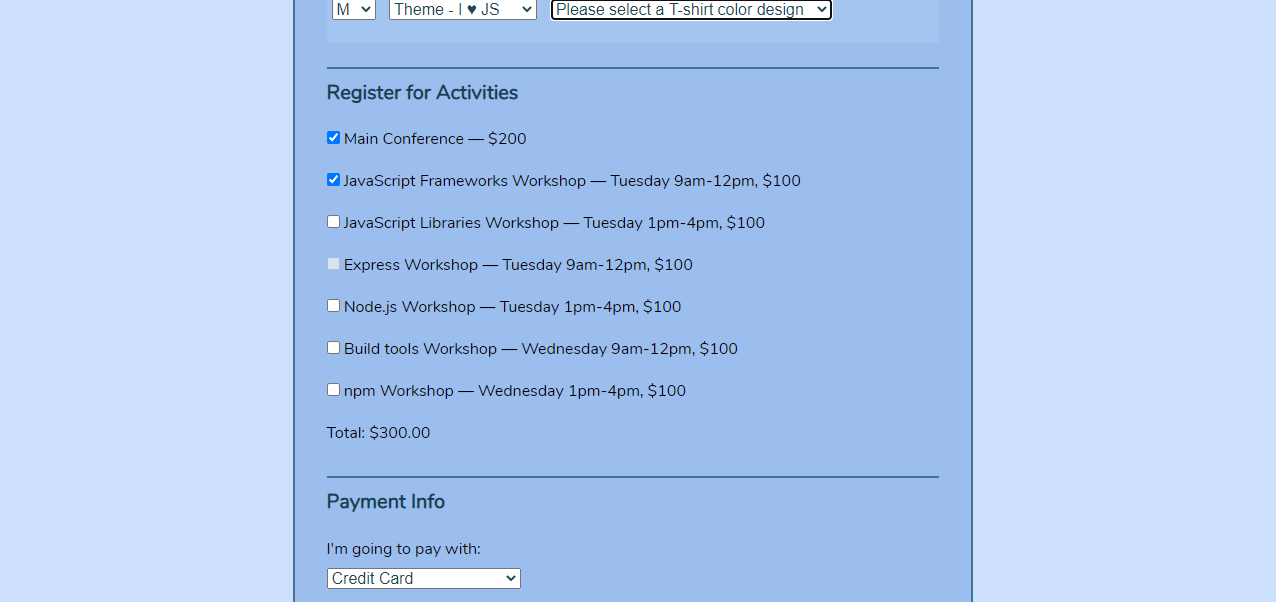 M Theme - I ♥ JS Please select a T-shirt color design
Register for Activities
Main Conference — $200
JavaScript Frameworks Workshop — Tuesday 9am-12pm, $100
JavaScript Libraries Workshop — Tuesday 1pm-4pm, $100
Express Workshop — Tuesday 9am-12pm, $100
Node.js Workshop — Tuesday 1pm-4pm, $100
Build tools Workshop — Wednesday 9am-12pm, $100
npm Workshop — Wednesday 1pm-4pm, $100
Total: $300.00
Payment Info
I'm going to pay with:
Credit Card